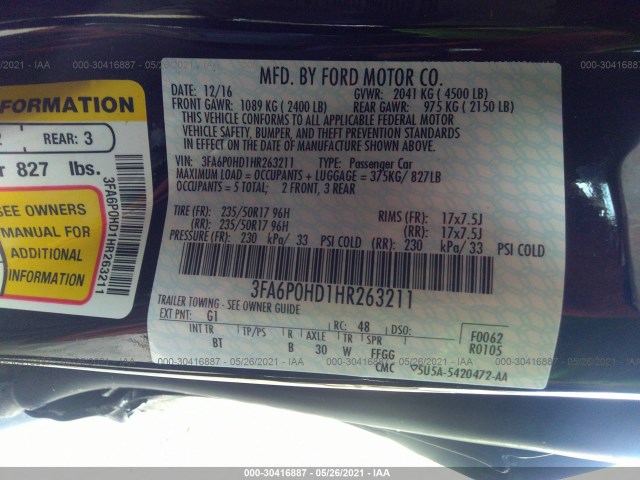 000-30416887 - 05/26/2021 - IAA
MFD. BY FORD MOTOR CO.
DATE: 12/16
GVWR: 2041 KG ( 4500 LB)
FRONT GAWR: 1089 KG ( 2400 LB)
REAR GAWR: 975 KG ( 2150 LB)
THIS VEHICLE CONFORMS TO ALL APPLICABLE FEDERAL MOTOR
VEHICLE SAFETY, BUMPER, AND THEFT PREVENTION STANDARDS
IN EFFECT ON THE DATE OF MANUFACTURE SHOWN ABOVE.
VIN: 3FA6P0HD1HR263211
TYPE: Passenger Car
MAXIMUM LOAD = OCCUPANTS + LUGGAGE = 375KG/ 827LB
OCCUPANTS = 5 TOTAL; 2 FRONT, 3 REAR
TIRE (FR): 235/50R17 96H
RIMS (FR): 17x7.5J
(RR): 235/50R17 96H
(RR): 17x7.5J
PRESSURE (FR): 230 kPa/ 33 PSI COLD
(RR): 230 kPa/ 33 PSI COLD
3FA6P0HD1HR263211
TRAILER TOWING - SEE OWNER GUIDE
EXT PNT: G1
RC: 48
DSO:
INT TR
TP/PS
R
AXLE
TR
SPR
BT
B
30
W
FFGG
CMC
F0062
R0105
5U5A-5420472-AA
FORMATION
2
REAR: 3
r 827 lbs.
SEE OWNERS
MANUAL FOR
ADDITIONAL
INFORMATION
3FA6P0HD1HR263211
000-30416887 - 05/26/2021 - IAA